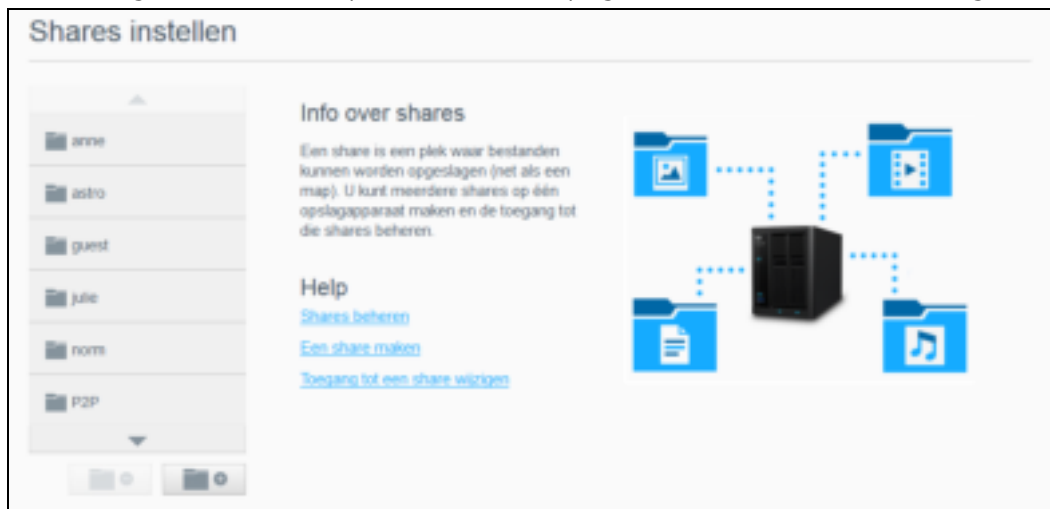 Shares instellen
anne
astro
guest
julie
norm
P2P
Info over shares
Een share is een plek waar bestanden
kunnen worden opgeslagen (net als een
map). U kunt meerdere shares op één
opslagapparaat maken en de toegang tot
die shares beheren.
Help
Shares beheren
Een share maken
Toegang tot een share wijzigen